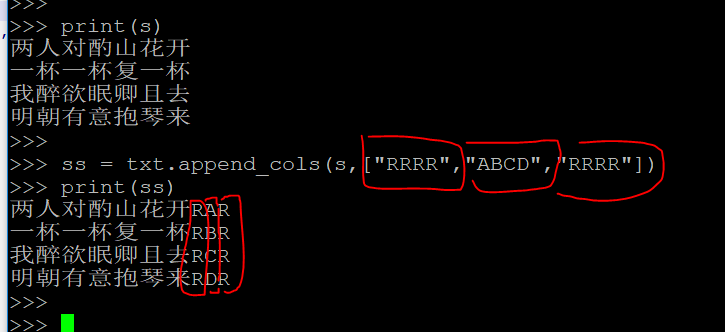 >>>
>>> print(s)
两人对酌山花开
一杯一杯复一杯
我醉欲眠卿且去
明朝有意抱琴来
>>>
>>> ss = txt.append_cols(s,["RRRR","ABCD","RRRR"])
>>> print(ss)
两人对酌山花开RAR
一杯一杯复一杯RBR
我醉欲眠卿且去RCR
明朝有意抱琴来RDR
>>>
>>>